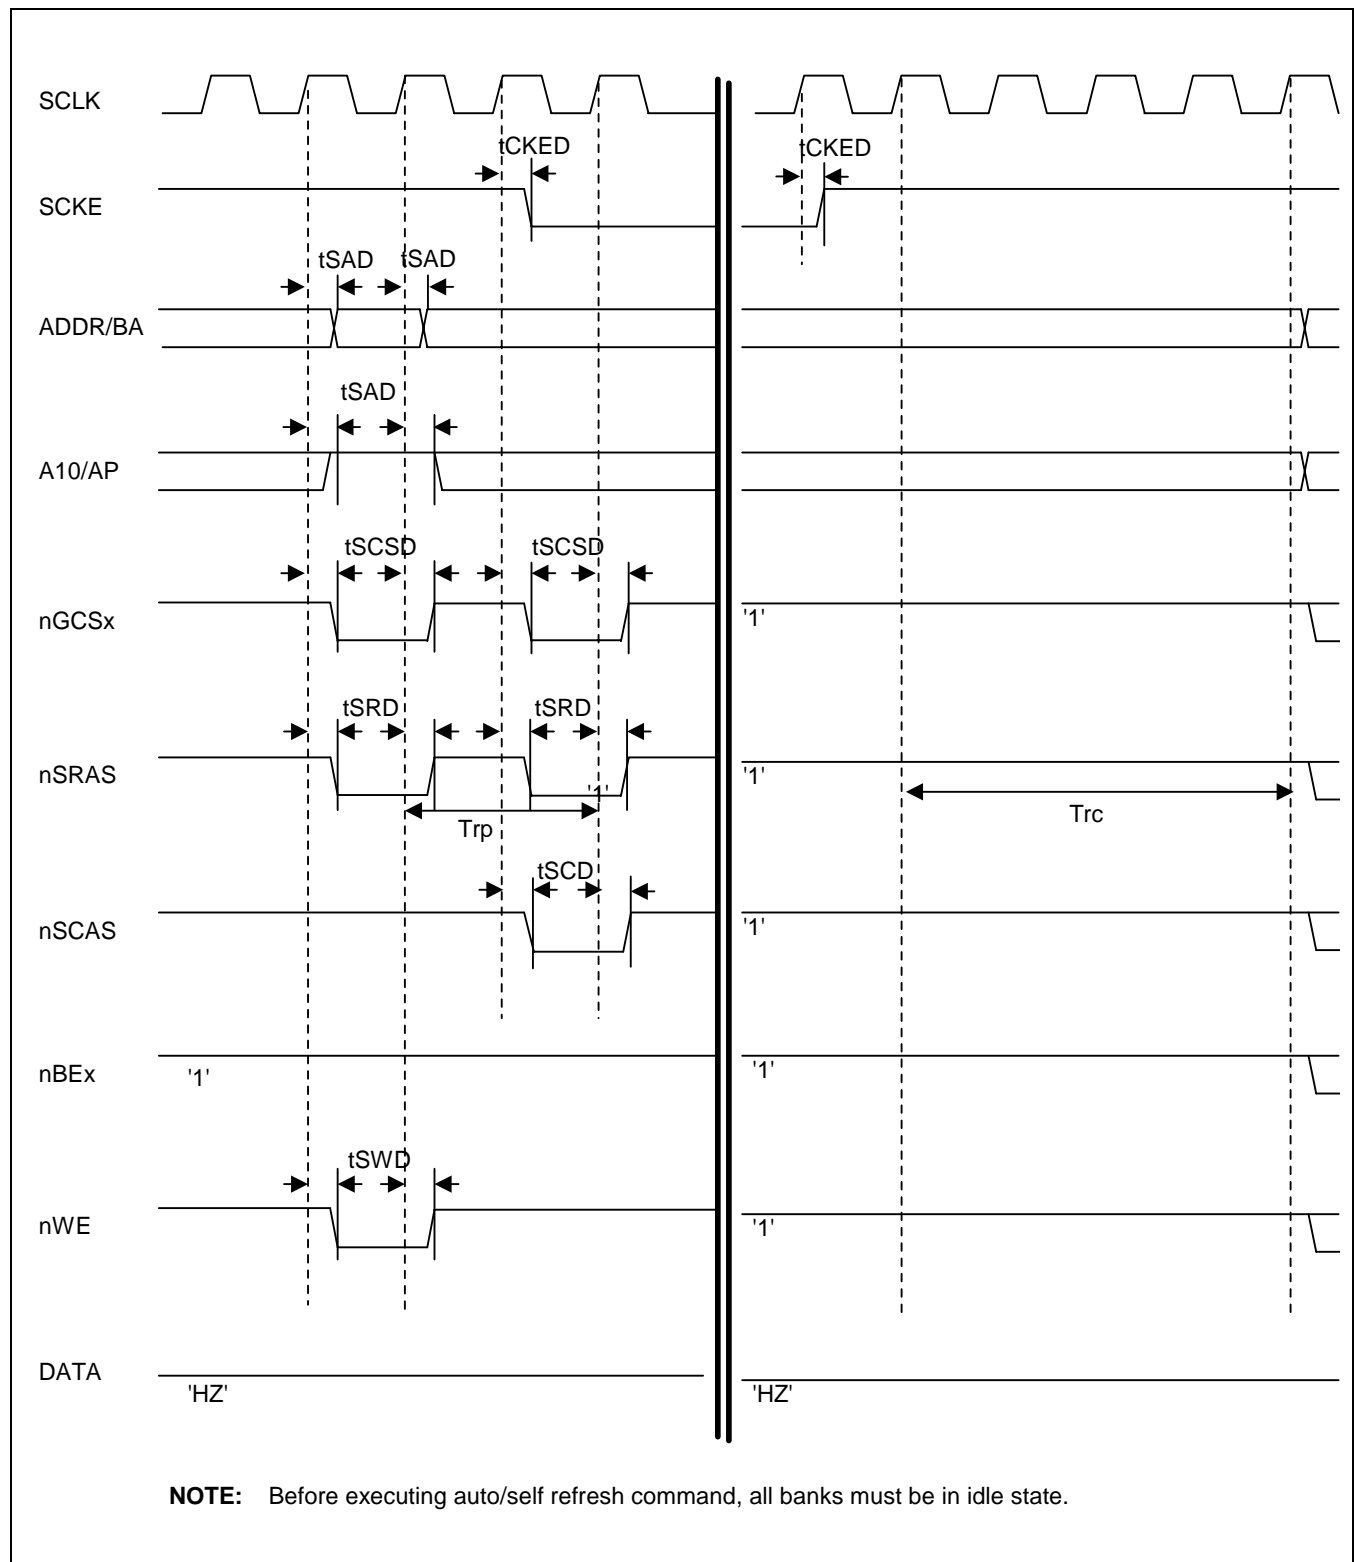 SCLK
tCKED tCKED
SCKE
tSAD tSAD
ADDR/BA
tSAD
A10/AP
tSCSD tSCSD
nGCSx '1'
tSRD tSRD
nSRAS '1' '1'
Trp Trc
tSCD
nSCAS '1'
nBEx '1' '1'
tSWD
nWE '1'
DATA
'HZ' 'HZ'
NOTE: Before executing auto/self refresh command, all banks must be in idle state.